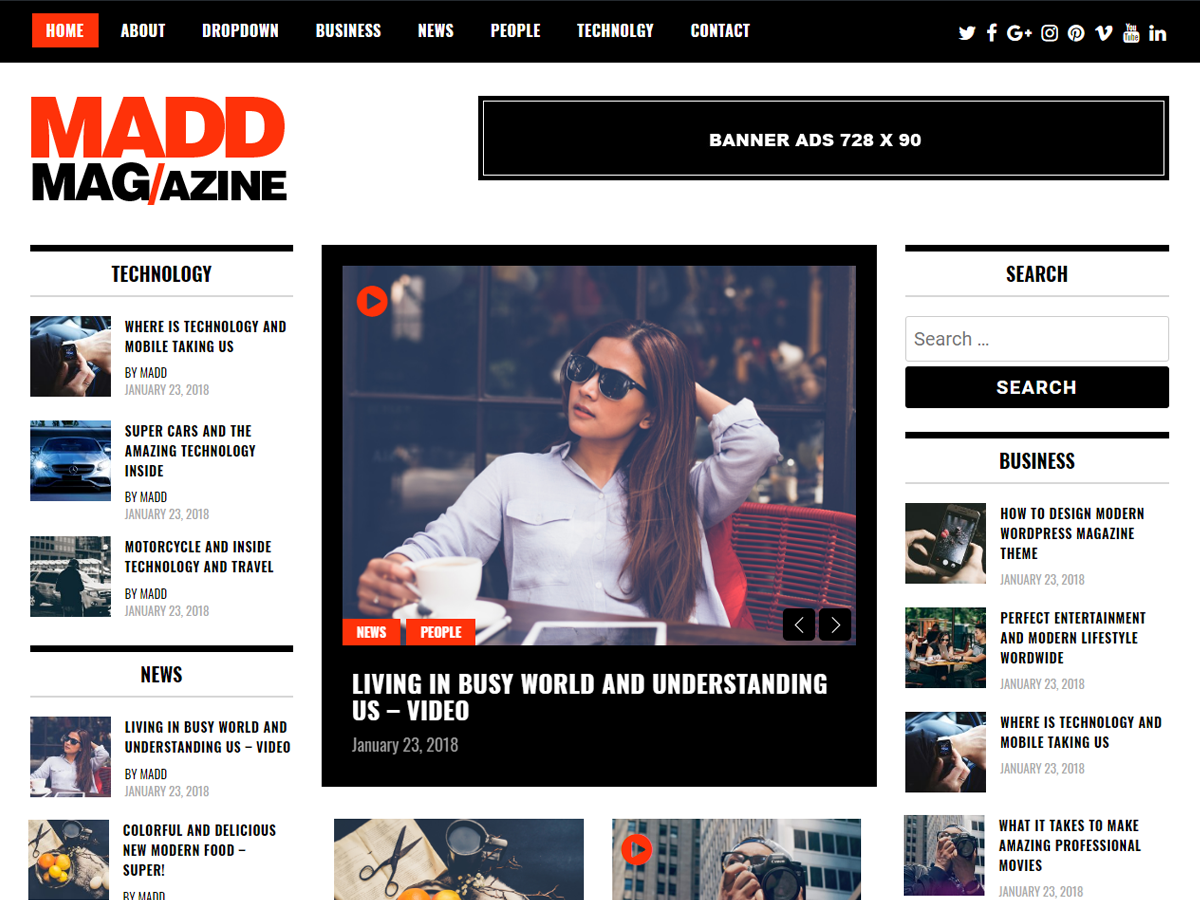 HOME ABOUT DROPDOWN BUSINESS NEWS PEOPLE TECHNOLGY CONTACT
You
Tube
MADD
MAG/AZINE
BANNER ADS 728 X 90
TECHNOLOGY
WHERE IS TECHNOLOGY AND
MOBILE TAKING US
BY MADD
JANUARY 23, 2018
SUPER CARS AND THE
AMAZING TECHNOLOGY
INSIDE
BY MADD
JANUARY 23, 2018
MOTORCYCLE AND INSIDE
TECHNOLOGY AND TRAVEL
BY MADD
JANUARY 23, 2018
NEWS
LIVING IN BUSY WORLD AND
UNDERSTANDING US – VIDEO
BY MADD
JANUARY 23, 2018
COLORFUL AND DELICIOUS
NEW MODERN FOOD –
SUPER!
BY MADD
NEWS PEOPLE
LIVING IN BUSY WORLD AND UNDERSTANDING
US – VIDEO
January 23, 2018
SEARCH
Search …
SEARCH
BUSINESS
HOW TO DESIGN MODERN
WORDPRESS MAGAZINE
THEME
JANUARY 23, 2018
PERFECT ENTERTAINMENT
AND MODERN LIFESTYLE
WORDWIDE
JANUARY 23, 2018
WHERE IS TECHNOLOGY AND
MOBILE TAKING US
JANUARY 23, 2018
WHAT IT TAKES TO MAKE
AMAZING PROFESSIONAL
MOVIES
JANUARY 23, 2018